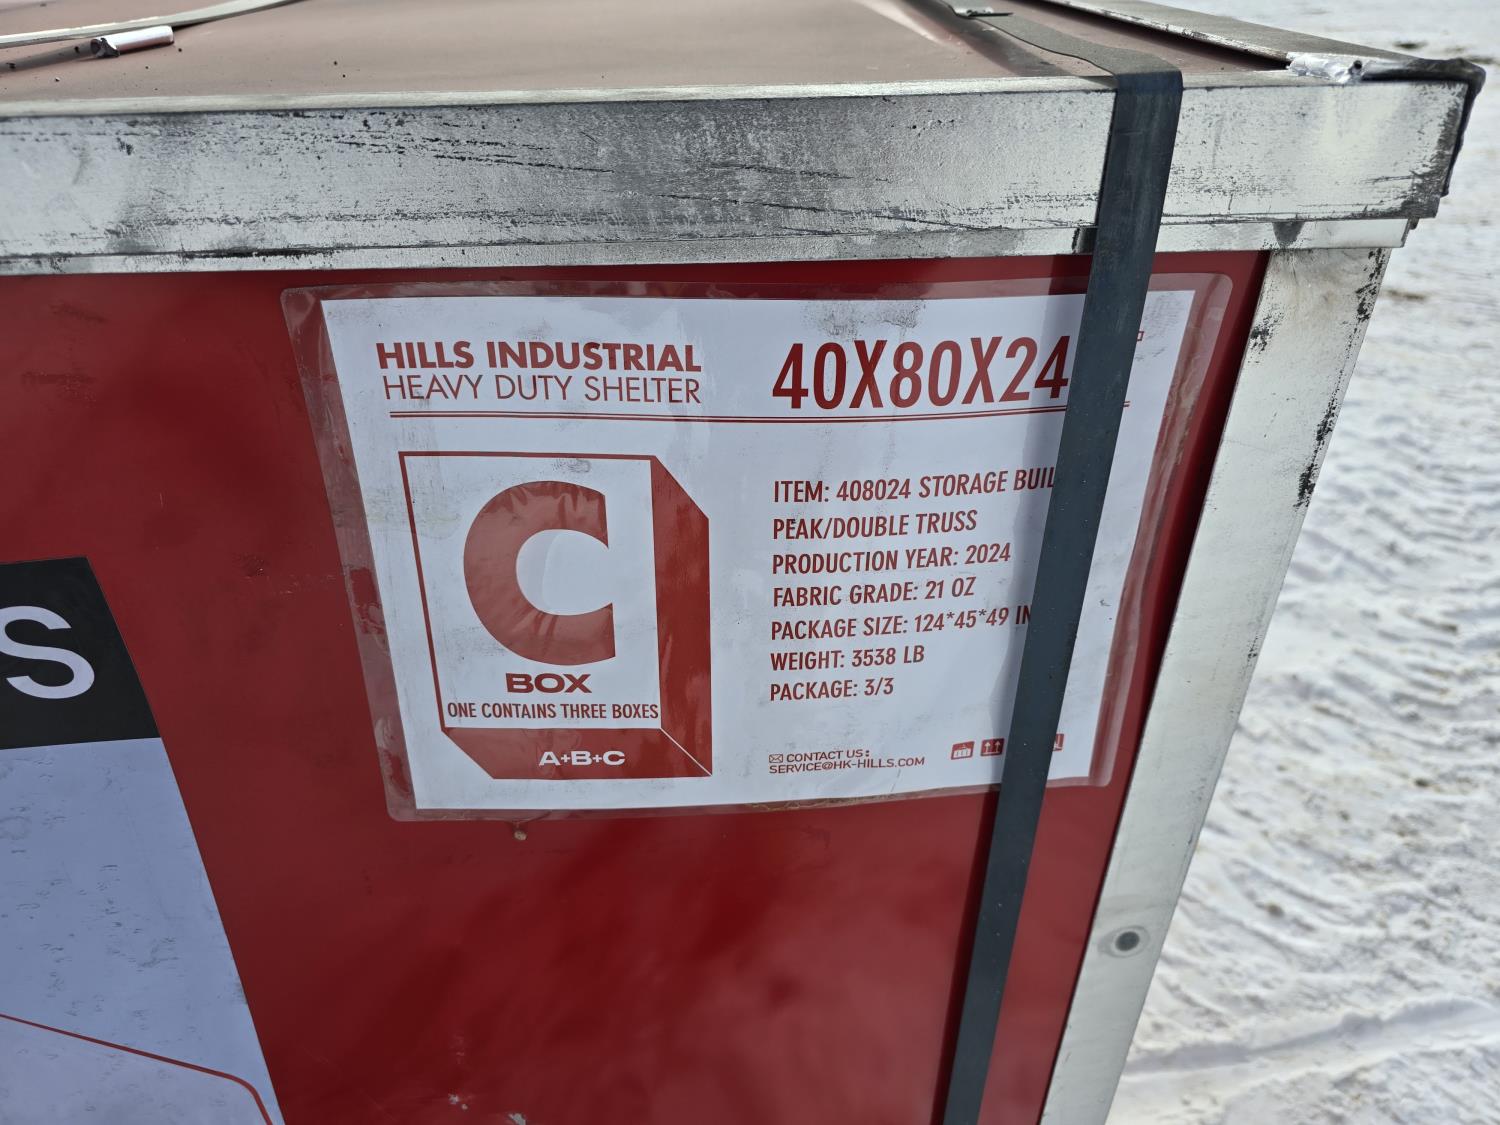 HILLS INDUSTRIAL
HEAVY DUTY SHELTER
40X80X24
C
BOX
ONE CONTAINS THREE BOXES
A+B+C
ITEM: 408024 STORAGE BUIL
PEAK/DOUBLE TRUSS
PRODUCTION YEAR: 2024
FABRIC GRADE: 21 OZ
PACKAGE SIZE: 124*45*49 IN
WEIGHT: 3538 LB
PACKAGE: 3/3
CONTACT US:
SERVICE@HK-HILLS.COM
S